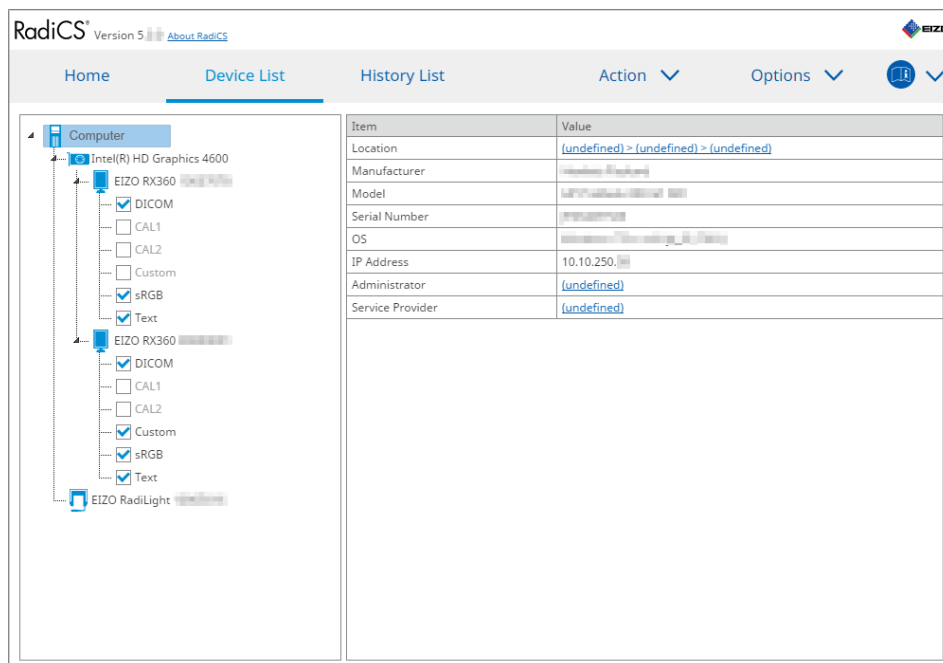 RadiCS® Version 5. About RadiCS
EIZ
Home Device List History List Action Options
Computer
Intel(R) HD Graphics 4600
EIZO RX360
DICOM
CAL1
CAL2
Custom
sRGB
Text
EIZO RX360
DICOM
CAL1
CAL2
Custom
sRGB
Text
EIZO RadiLight
Item Value
Location (undefined) > (undefined) > (undefined)
Manufacturer
Model
Serial Number
OS
IP Address 10.10.250.
Administrator (undefined)
Service Provider (undefined)